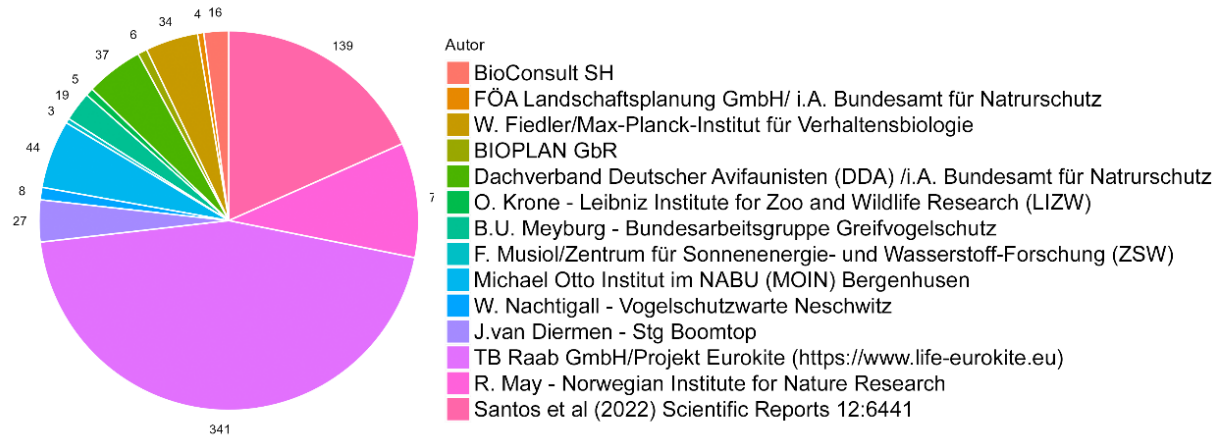 4 16
34
6
139
37
5
19
3
44
8
27
7
341
Autor
BioConsult SH
FÖA Landschaftsplanung GmbH/ i.A. Bundesamt für Natrurschutz
W. Fiedler/Max-Planck-Institut für Verhaltensbiologie
BIOPLAN GbR
Dachverband Deutscher Avifaunisten (DDA) /i.A. Bundesamt für Natrurschutz
O. Krone - Leibniz Institute for Zoo and Wildlife Research (LIZW)
B.U. Meyburg - Bundesarbeitsgruppe Greifvogelschutz
F. Musiol/Zentrum für Sonnenenergie- und Wasserstoff-Forschung (ZSW)
Michael Otto Institut im NABU (MOIN) Bergenhusen
W. Nachtigall - Vogelschutzwarte Neschwitz
J.van Diermen - Stg Boomtop
TB Raab GmbH/Projekt Eurokite (https://www.life-eurokite.eu)
R. May - Norwegian Institute for Nature Research
Santos et al (2022) Scientific Reports 12:6441